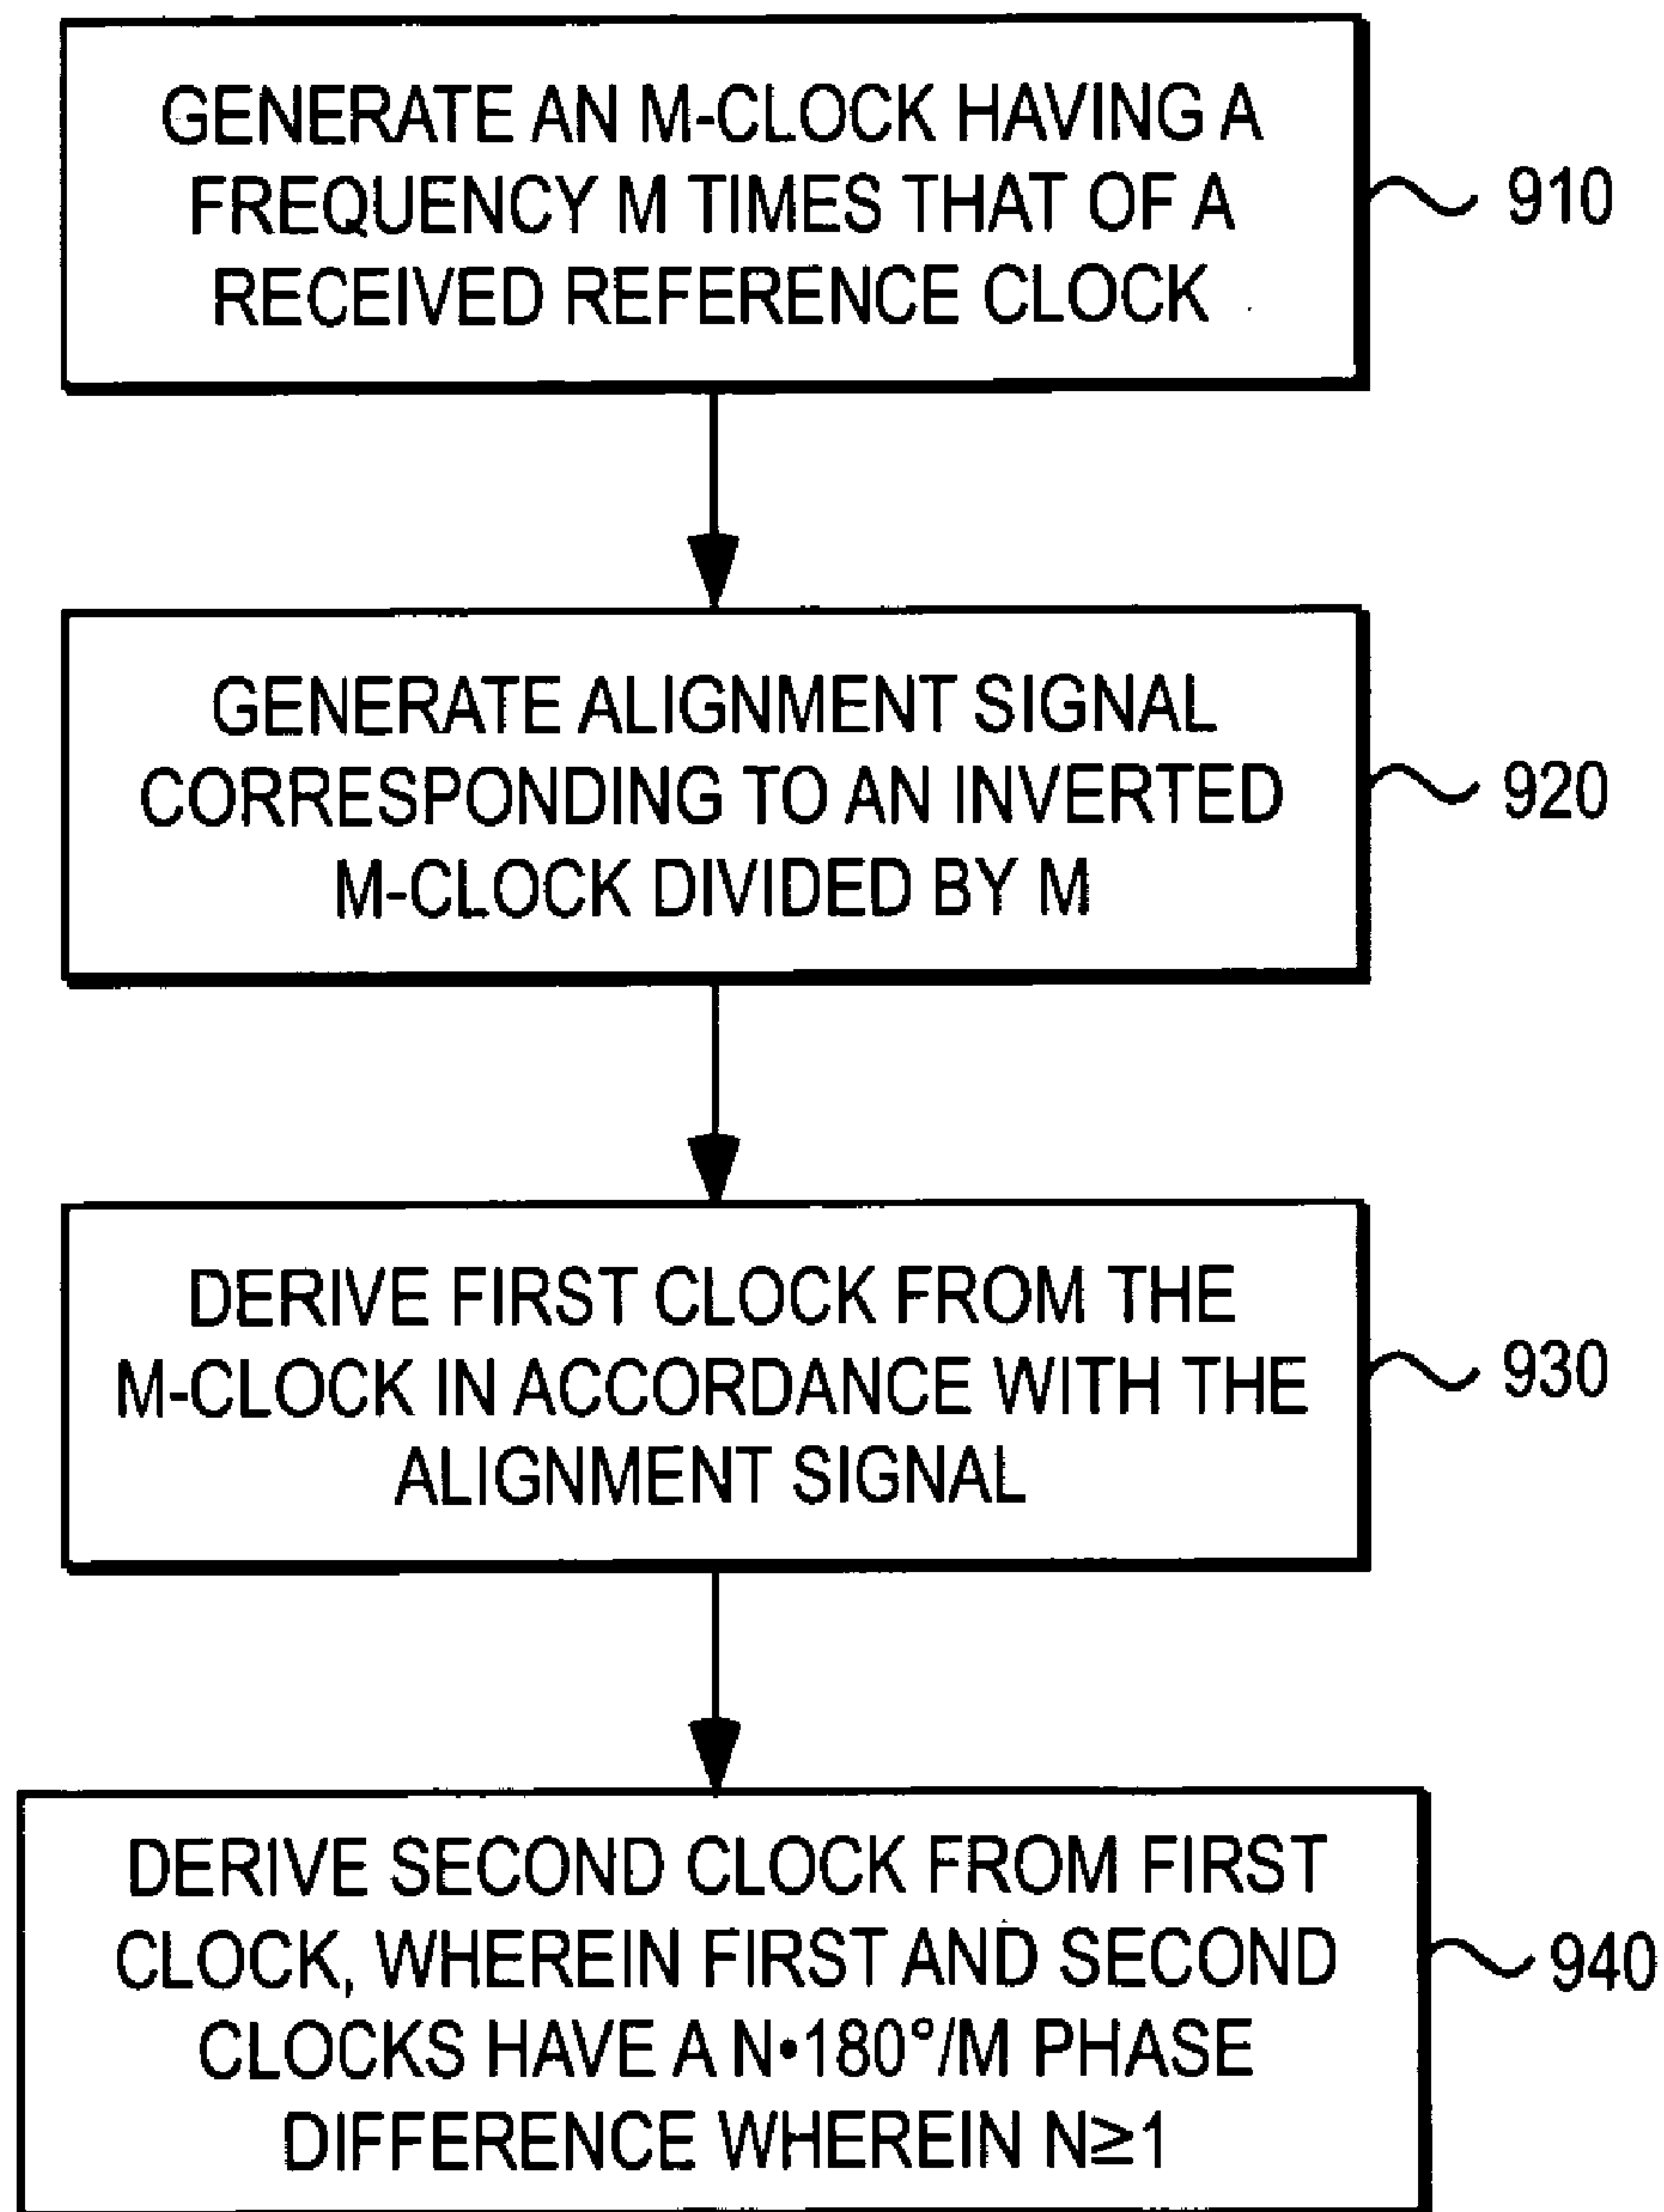 GENERATE AN M-CLOCK HAVING A
FREQUENCY M TIMES THAT OF A
RECEIVED REFERENCE CLOCK
910
GENERATE ALIGNMENT SIGNAL
CORRESPONDING TO AN INVERTED
M-CLOCK DIVIDED BY M
920
DERIVE FIRST CLOCK FROM THE
M-CLOCK IN ACCORDANCE WITH THE
ALIGNMENT SIGNAL
930
DERIVE SECOND CLOCK FROM FIRST
CLOCK, WHEREIN FIRST AND SECOND
CLOCKS HAVE A N•180°/M PHASE
DIFFERENCE WHEREIN N≥1
940